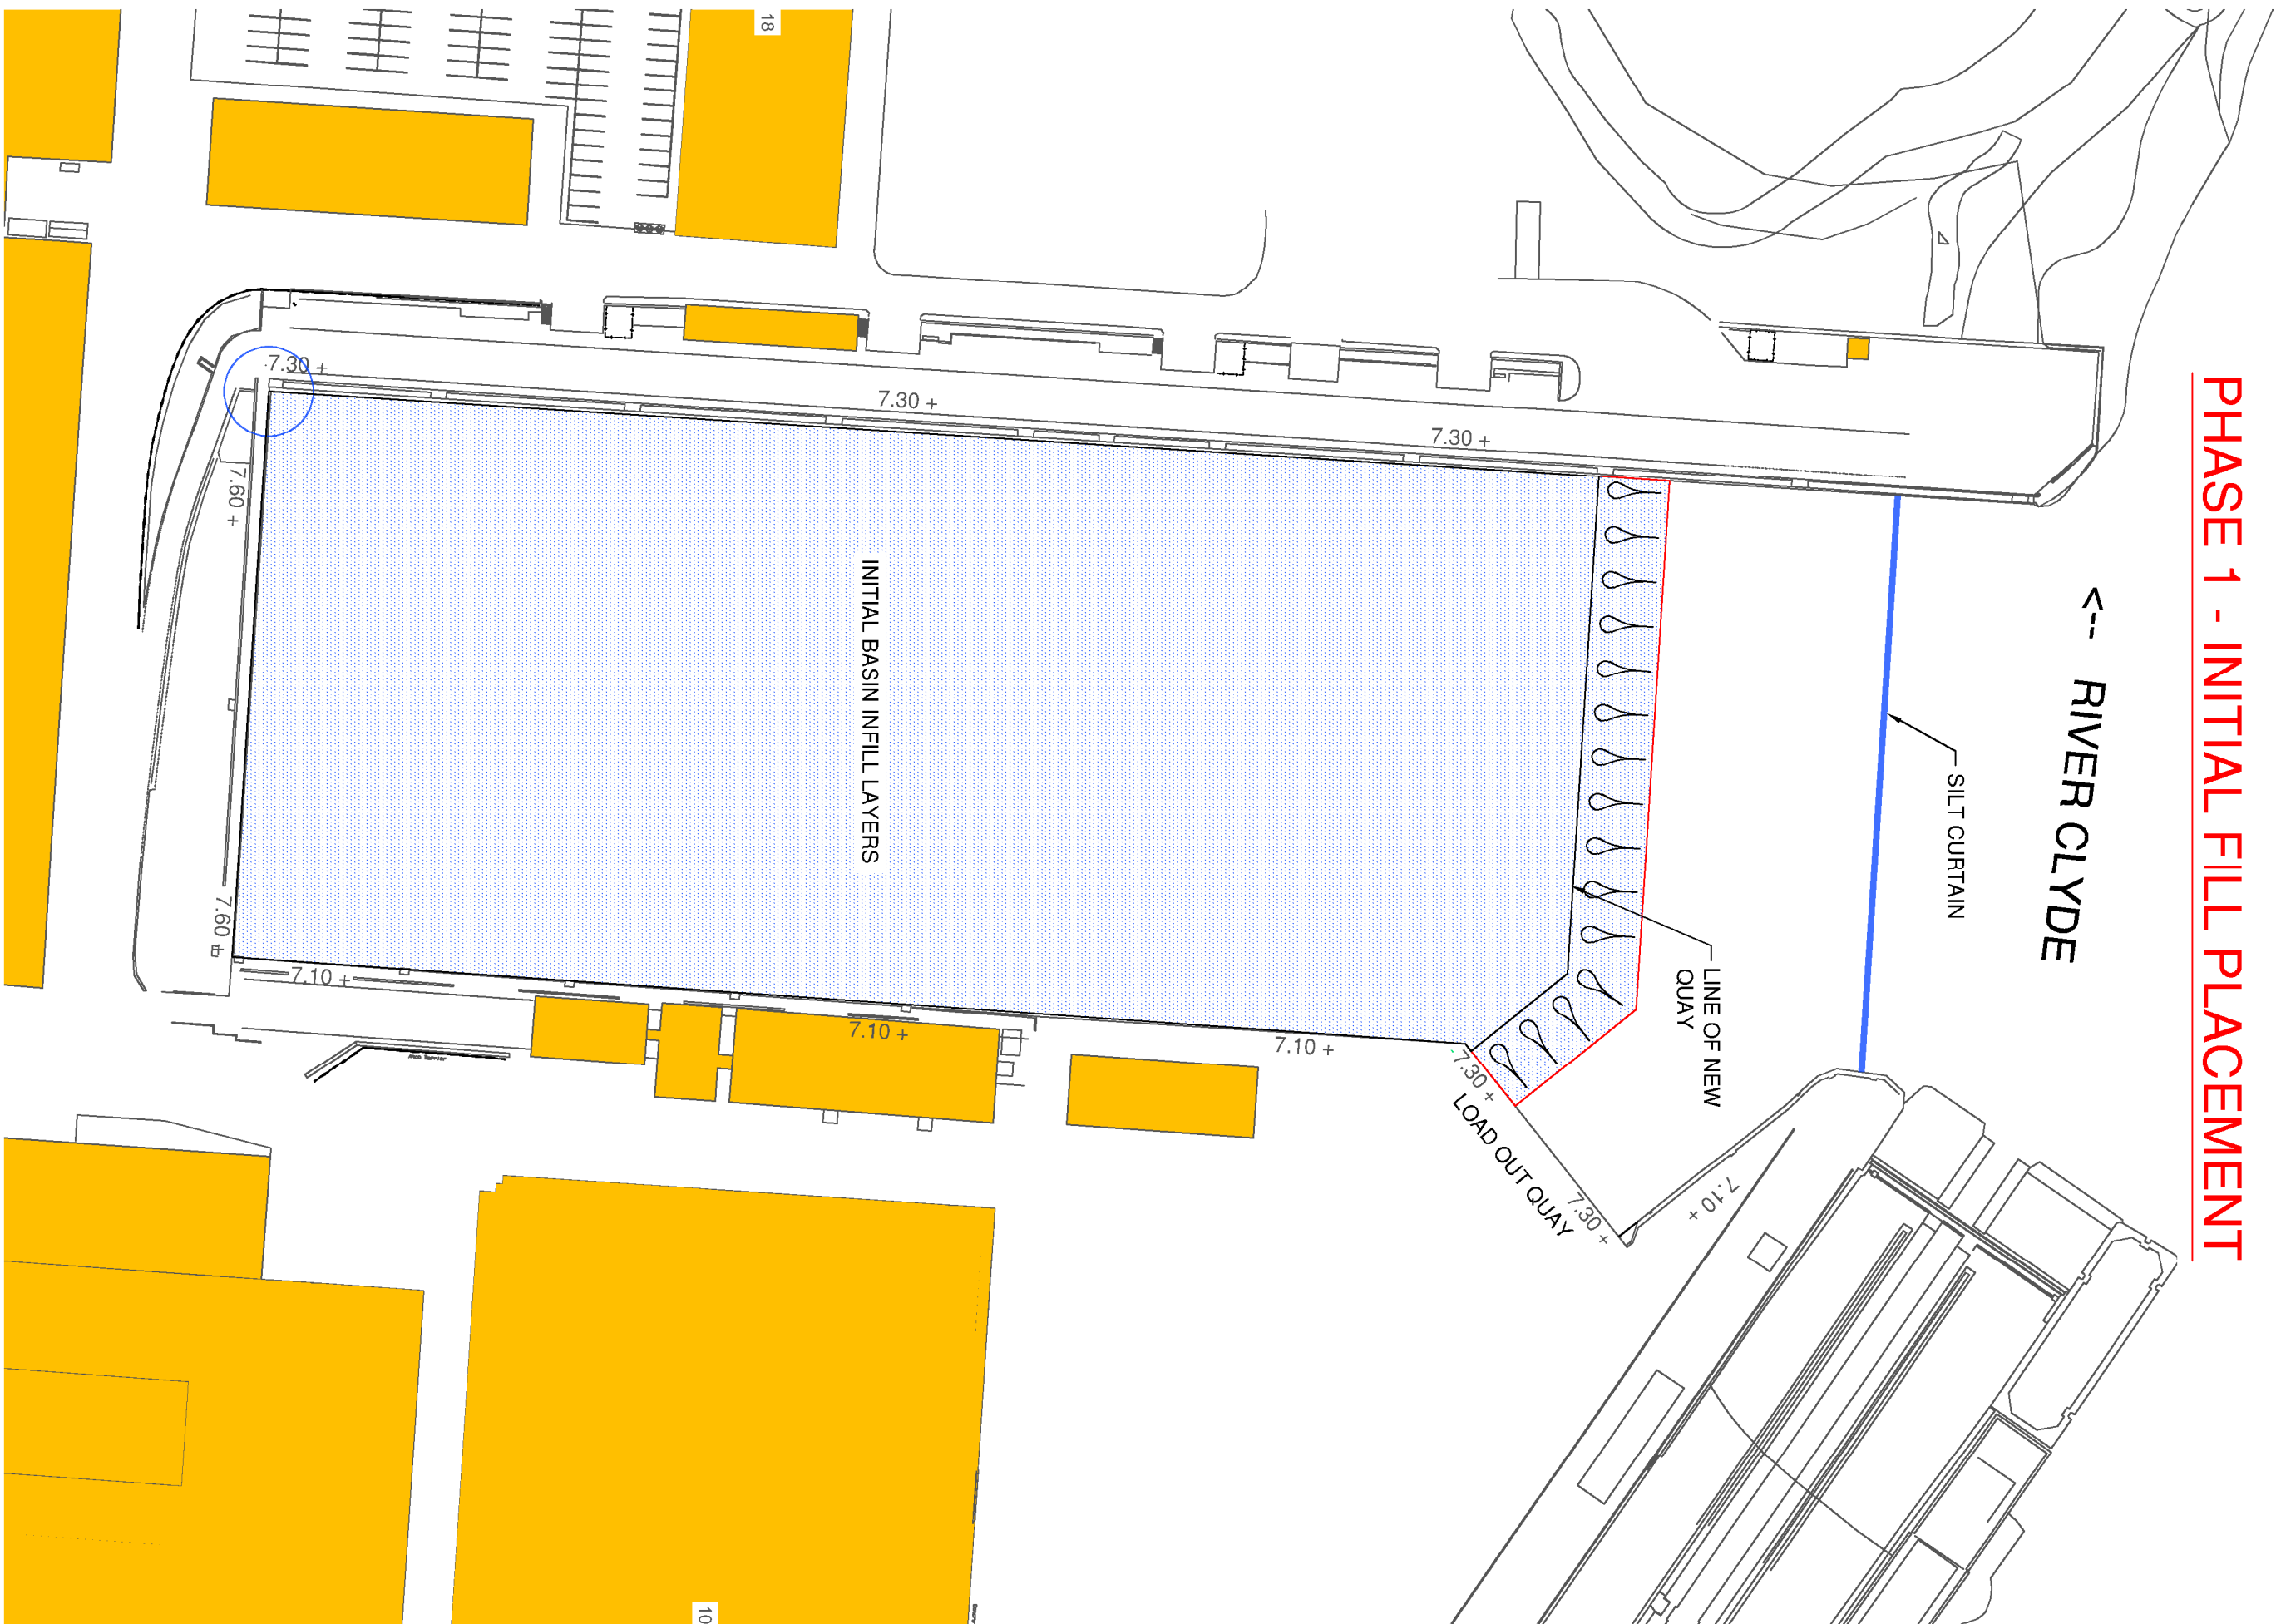 PHASE 1 - INITIAL FILL PLACEMENT
<-- RIVER CLYDE
SILT CURTAIN
LINE OF NEW
QUAY
INITIAL BASIN INFILL LAYERS
LOAD OUT QUAY
18
7.30 +
7.30 +
7.30 +
7.60 +
7.60 +
7.10 +
7.10 +
7.10 +
7.30 +
7.30 +
7.10 +
10